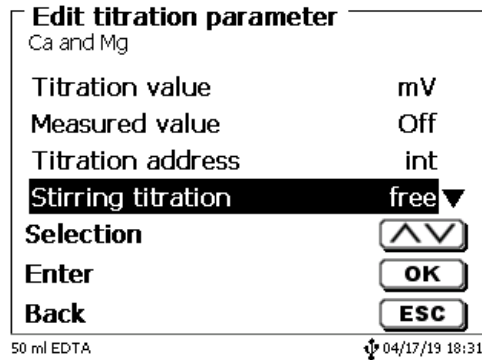 Edit titration parameter
Ca and Mg
Titration value mV
Measured value Off
Titration address int
Stirring titration free
Selection
Enter OK
Back ESC
50 ml EDTA 04/17/19 18:31